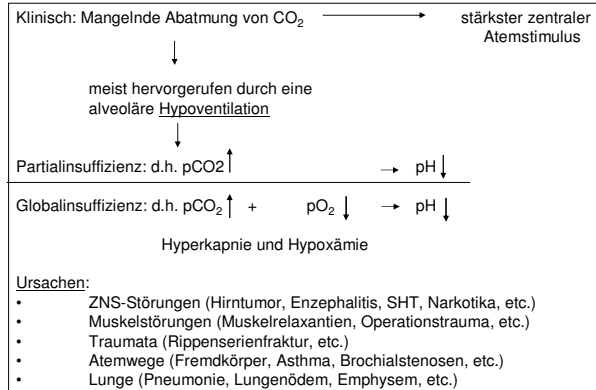 Klinisch: Mangelnde Abatmung von CO₂ → stärkster zentraler
Atemstimulus
↓
meist hervorgerufen durch eine
alveoläre Hypoventilation
↓
Partialinsuffizienz: d.h. pCO2 ↑ → pH ↓
Globalinsuffizienz: d.h. pCO₂ ↑ + pO₂ ↓ → pH ↓
Hyperkapnie und Hypoxämie
Ursachen:
• ZNS-Störungen (Hirntumor, Enzephalitis, SHT, Narkotika, etc.)
• Muskelstörungen (Muskelrelaxantien, Operationstrauma, etc.)
• Traumata (Rippenserienfraktur, etc.)
• Atemwege (Fremdkörper, Asthma, Brochialstenosen, etc.)
• Lunge (Pneumonie, Lungenödem, Emphysem, etc.)